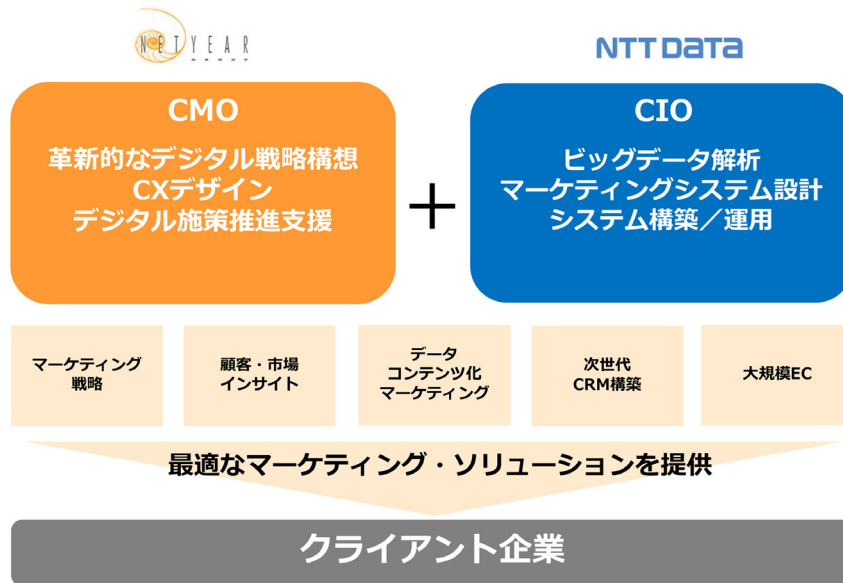 NETYEAR
GROUP
NTT DATA
CMO
革新的なデジタル戦略構想
CXデザイン
デジタル施策推進支援
+
CIO
ビッグデータ解析
マーケティングシステム設計
システム構築／運用
マーケティング
戦略
顧客・市場
インサイト
データ
コンテンツ化
マーケティング
次世代
CRM構築
大規模EC
最適なマーケティング・ソリューションを提供
クライアント企業